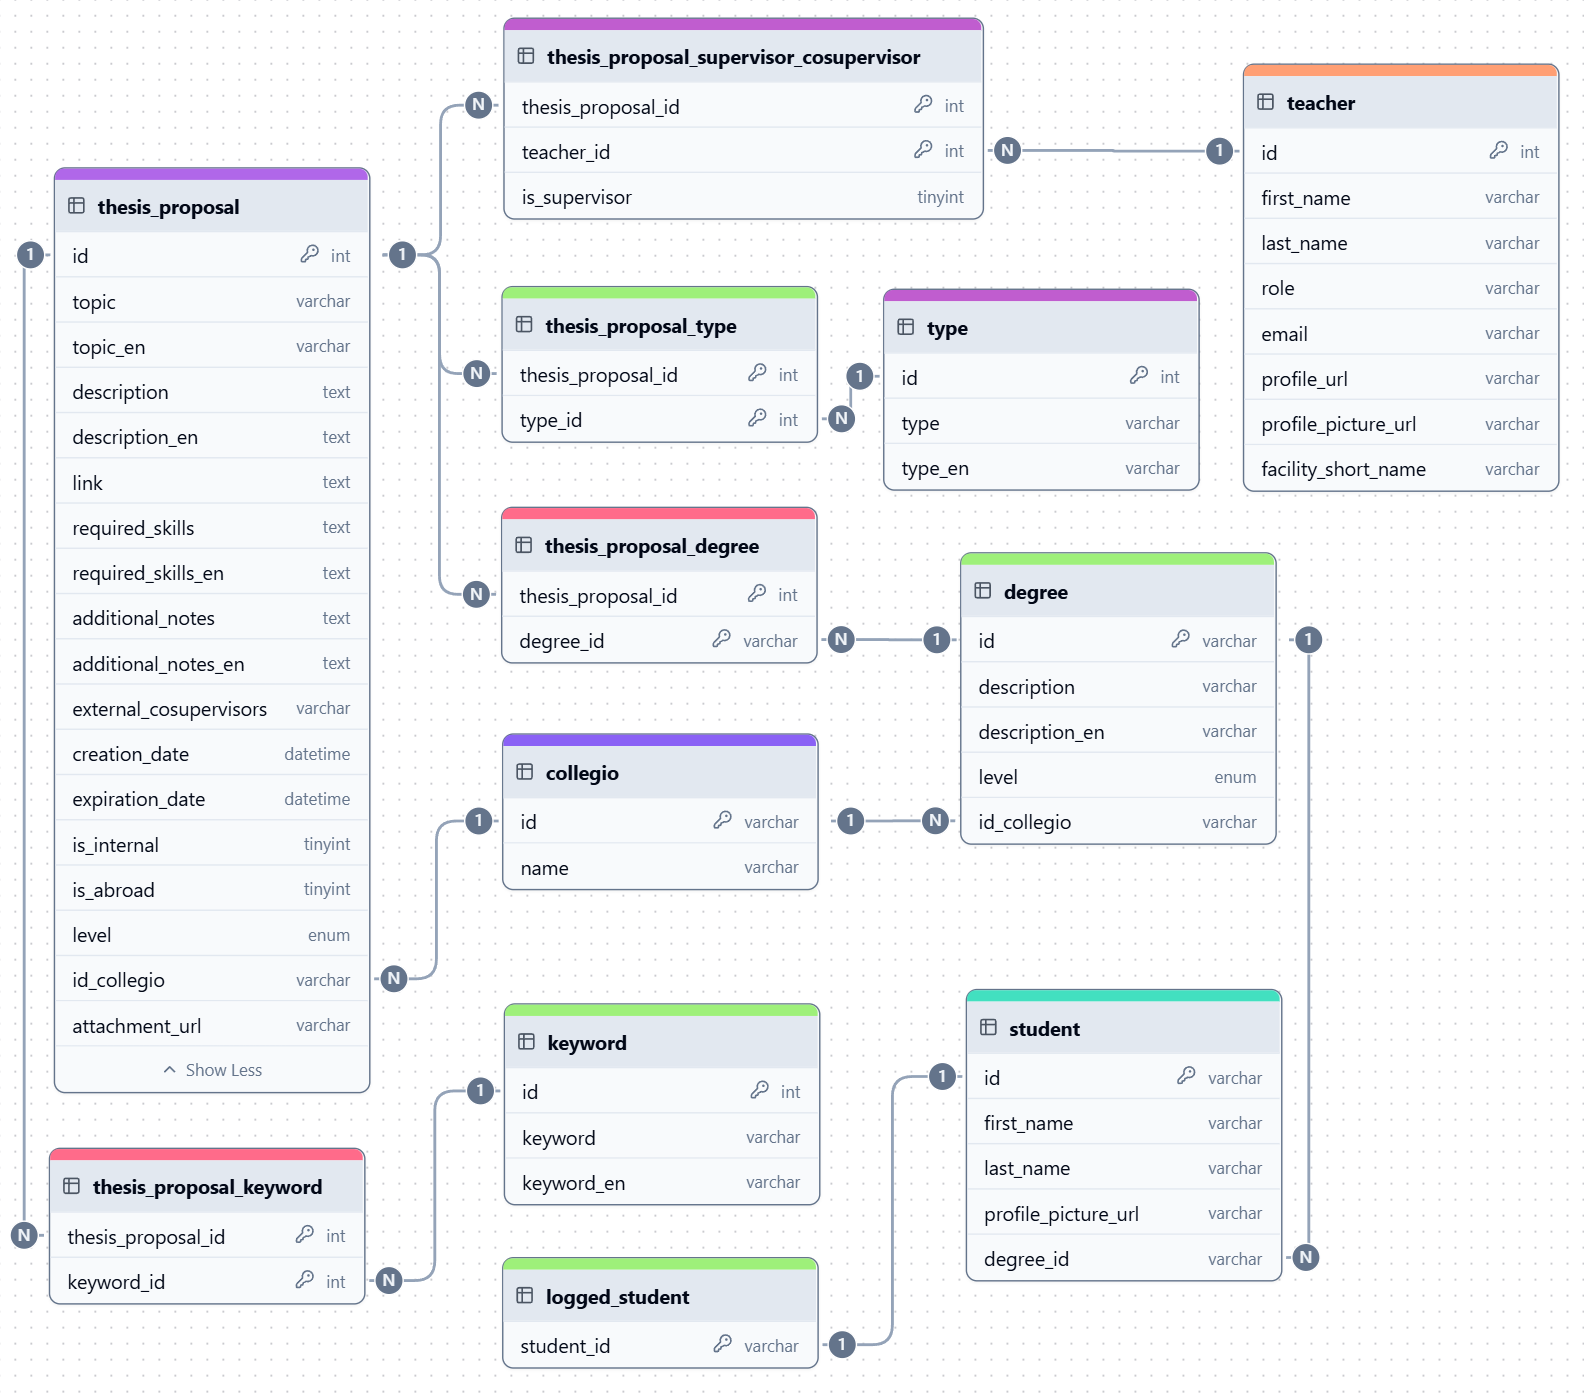 thesis_proposal_supervisor_cosupervisor
thesis_proposal_id int
teacher_id int
is_supervisor tinyint
teacher
id int
first_name varchar
last_name varchar
role varchar
email varchar
profile_url varchar
profile_picture_url varchar
facility_short_name varchar
thesis_proposal
id int
topic varchar
topic_en varchar
description text
description_en text
link text
required_skills text
required_skills_en text
additional_notes text
additional_notes_en text
external_cosupervisors varchar
creation_date datetime
expiration_date datetime
is_internal tinyint
is_abroad tinyint
level enum
id_collegio varchar
attachment_url varchar
Show Less
thesis_proposal_type
thesis_proposal_id int
type_id int
type
id int
type varchar
type_en varchar
thesis_proposal_degree
thesis_proposal_id int
degree_id varchar
degree
id varchar
description varchar
description_en varchar
level enum
id_collegio varchar
collegio
id varchar
name varchar
keyword
id int
keyword varchar
keyword_en varchar
student
id varchar
first_name varchar
last_name varchar
profile_picture_url varchar
degree_id varchar
thesis_proposal_keyword
thesis_proposal_id int
keyword_id int
logged_student
student_id varchar
1
1
N
N
1
N
N
1
N
N
1
1
1
1
N
N
1
1
N
N
N
1